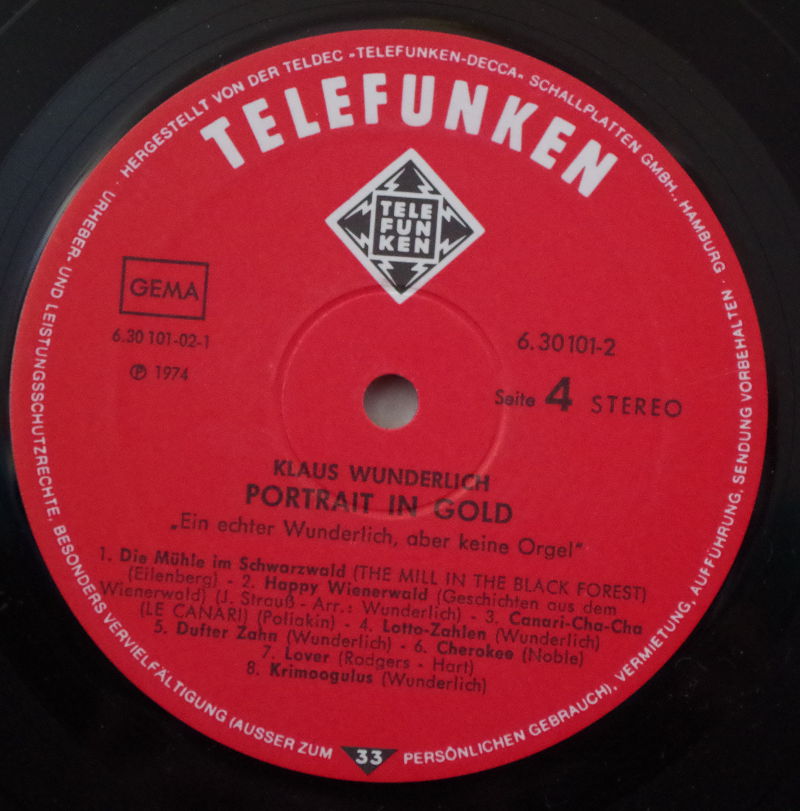 HERGESTELLT VON DER TELDEC »TELEFUNKEN-DECCA« SCHALLPLATTEN GMBH., HAMBURG ·
TELEFUNKEN
TELE
FUN
KEN
GEMA
6.30 101-02-1
℗ 1974
6.30101-2
Seite 4 STEREO
KLAUS WUNDERLICH
PORTRAIT IN GOLD
„Ein echter Wunderlich, aber keine Orgel"
1. Die Mühle im Schwarzwald (THE MILL IN THE BLACK FOREST)
(Eilenberg) - 2. Happy Wienerwald (Geschichten aus dem
Wienerwald) (J. Strauß - Arr.: Wunderlich) - 3. Canari-Cha-Cha
(LE CANARI) (Poliakin) - 4. Lotto-Zahlen (Wunderlich)
5. Dufter Zahn (Wunderlich) - 6. Cherokee (Noble)
7. Lover (Rodgers - Hart)
8. Krimoogulus (Wunderlich)
URHEBER- UND LEISTUNGSSCHUTZRECHTE, BESONDERS VERVIELFÄLTIGUNG (AUSSER ZUM PERSÖNLICHEN GEBRAUCH), VERMIETUNG, AUFFÜHRUNG, SENDUNG VORBEHALTEN ·
33